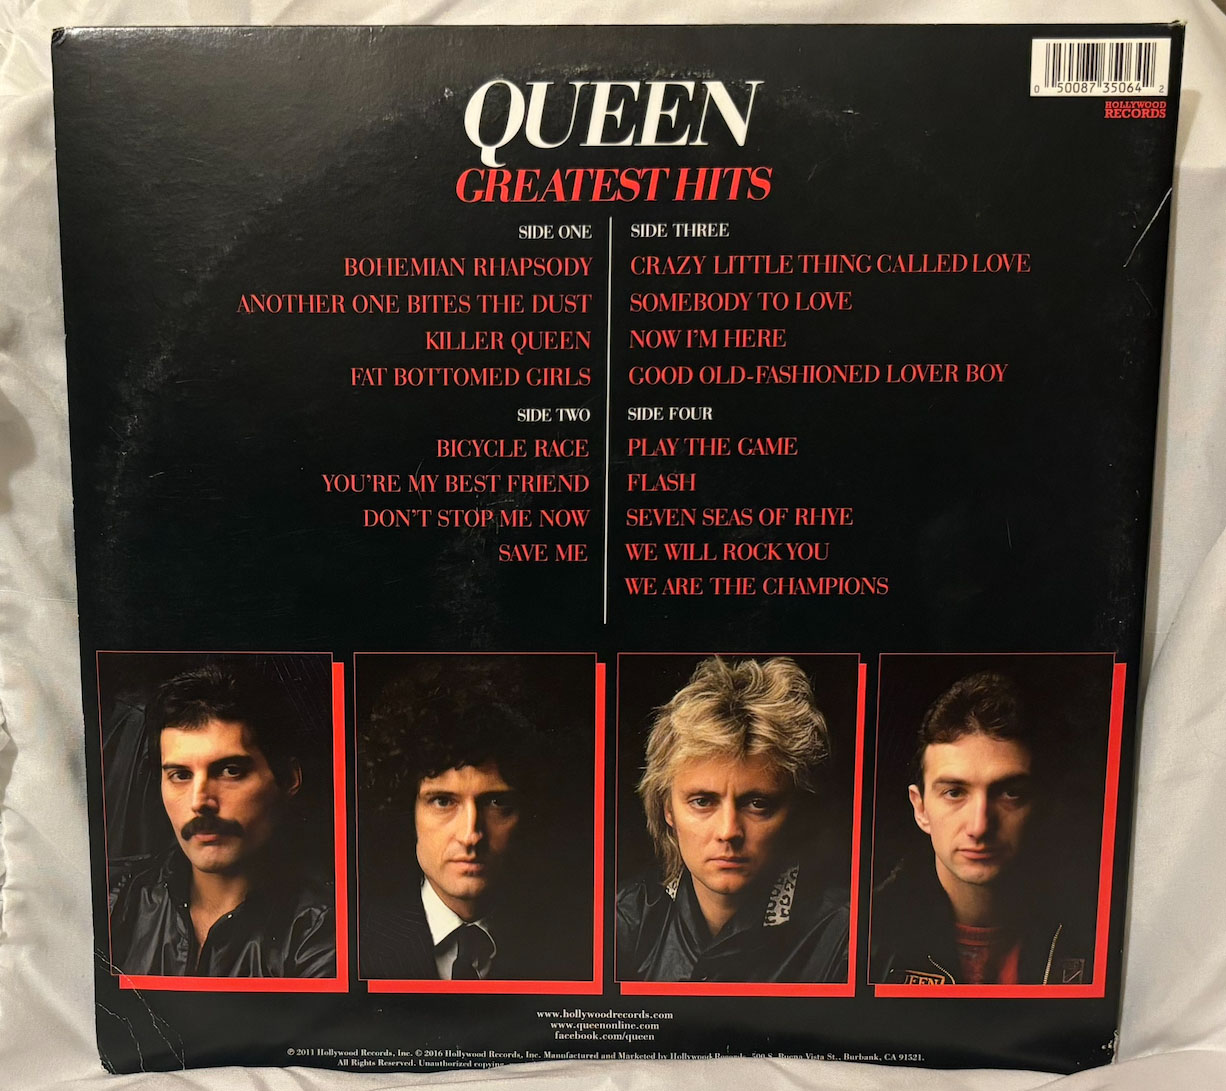 0 50087 35064 2
HOLLYWOOD
RECORDS
QUEEN
GREATEST HITS
SIDE ONE
BOHEMIAN RHAPSODY
ANOTHER ONE BITES THE DUST
KILLER QUEEN
FAT BOTTOMED GIRLS
SIDE TWO
BICYCLE RACE
YOU'RE MY BEST FRIEND
DON'T STOP ME NOW
SAVE ME
SIDE THREE
CRAZY LITTLE THING CALLED LOVE
SOMEBODY TO LOVE
NOW I'M HERE
GOOD OLD-FASHIONED LOVER BOY
SIDE FOUR
PLAY THE GAME
FLASH
SEVEN SEAS OF RHYE
WE WILL ROCK YOU
WE ARE THE CHAMPIONS
www.hollywoodrecords.com
www.queenonline.com
facebook.com/queen
℗ 2011 Hollywood Records, Inc. © 2016 Hollywood Records, Inc. Manufactured and Marketed by Hollywood Records, 500 S. Buena Vista St., Burbank, CA 91521.
All Rights Reserved. Unauthorized copying